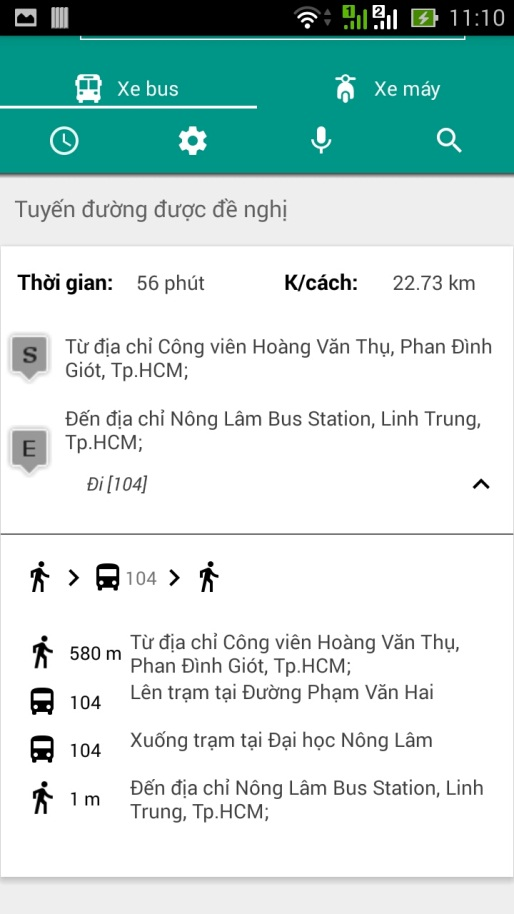 1 2 11:10
Xe bus Xe máy
Tuyến đường được đề nghị
Thời gian: 56 phút K/cách: 22.73 km
S Từ địa chỉ Công viên Hoàng Văn Thụ, Phan Đình
Giót, Tp.HCM;
Đến địa chỉ Nông Lâm Bus Station, Linh Trung,
E Tp.HCM;
Đi [104]
104
580 m Từ địa chỉ Công viên Hoàng Văn Thụ,
Phan Đình Giót, Tp.HCM;
104 Lên trạm tại Đường Phạm Văn Hai
104 Xuống trạm tại Đại học Nông Lâm
1 m Đến địa chỉ Nông Lâm Bus Station, Linh
Trung, Tp.HCM;